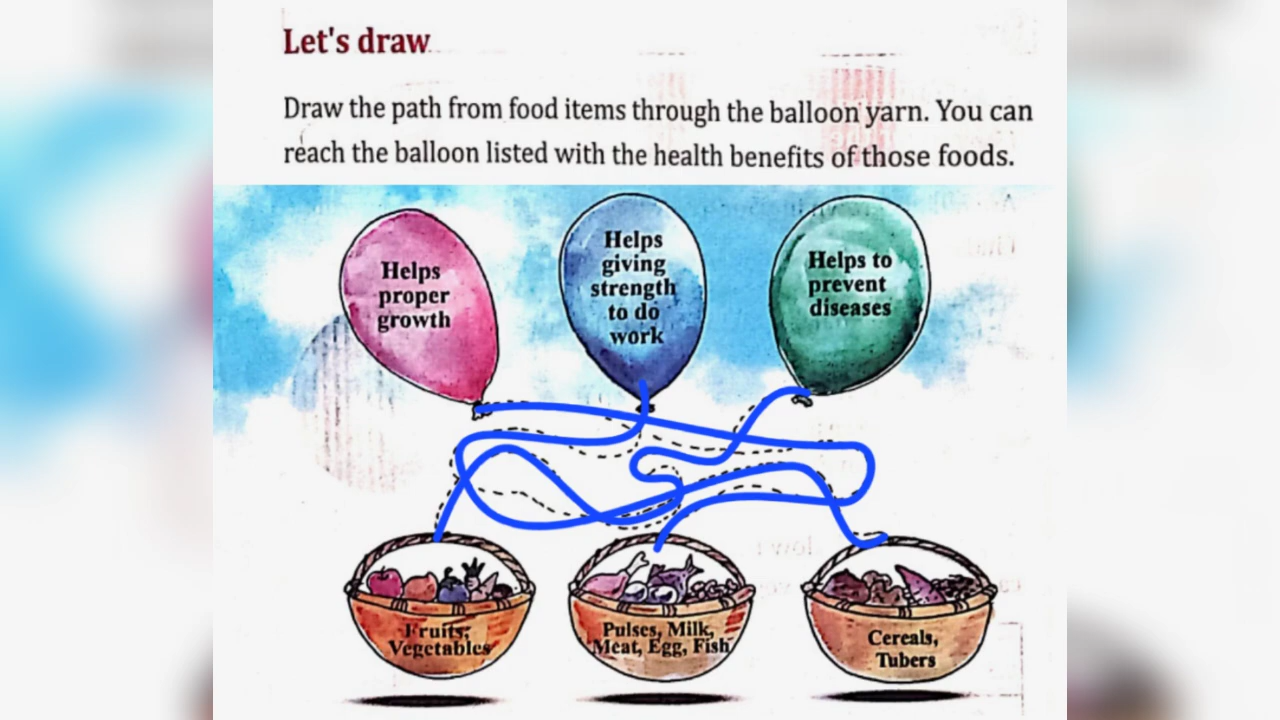 Let's draw
Draw the path from food items through the balloon yarn. You can
reach the balloon listed with the health benefits of those foods.
Helps
proper
growth
Helps
giving
strength
to do
work
Helps to
prevent
diseases
Fruits,
Vegetables
Pulses, Milk,
Meat, Egg, Fish
Cereals,
Tubers